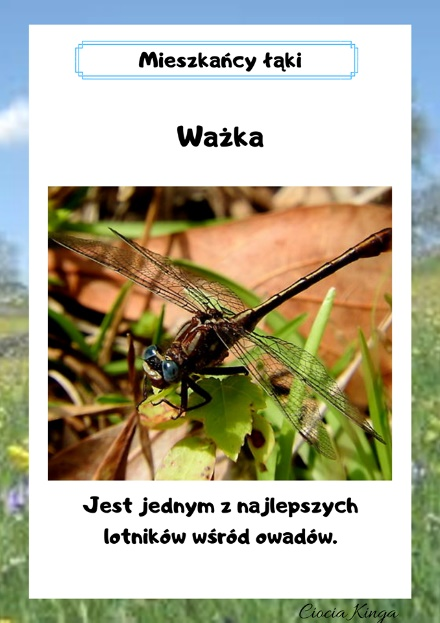 Mieszkańcy łąki
Ważka
Jest jednym z najlepszych
lotników wśród owadów.
Ciocia Kinga